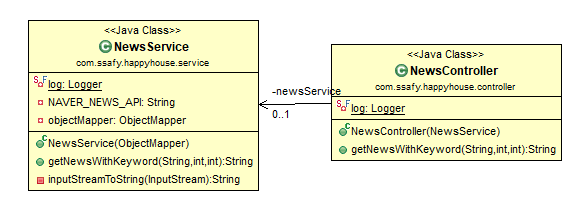 <<Java Class>>
NewsService
com.ssafy.happyhouse.service
log: Logger
NAVER_NEWS_API: String
objectMapper: ObjectMapper
NewsService(ObjectMapper)
getNewsWithKeyword(String,int,int):String
inputStreamToString(InputStream):String
-newsService
0..1
<<Java Class>>
NewsController
com.ssafy.happyhouse.controller
log: Logger
NewsController(NewsService)
getNewsWithKeyword(String,int,int):String